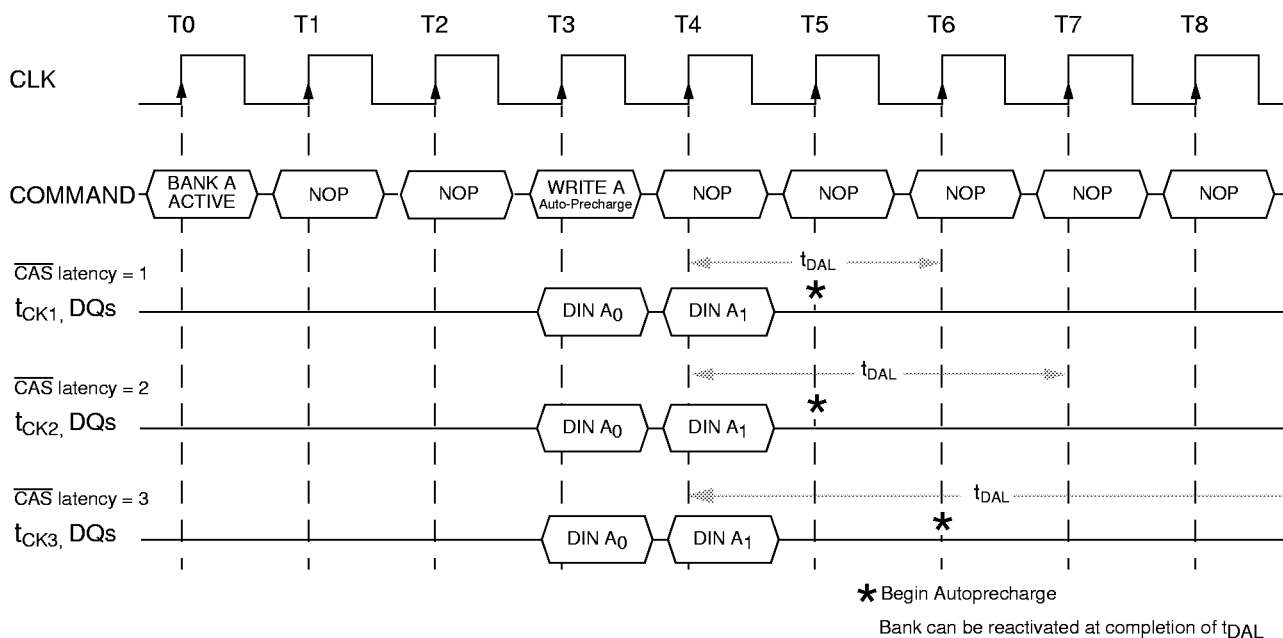 T0 T1 T2 T3 T4 T5 T6 T7 T8
CLK
COMMAND
BANK A
ACTIVE
NOP
NOP
WRITE A
Auto-Precharge
NOP
NOP
NOP
NOP
NOP
CAS latency = 1
tDAL
*
tCK1, DQs
DIN A0
DIN A1
CAS latency = 2
tDAL
*
tCK2, DQs
DIN A0
DIN A1
CAS latency = 3
tDAL
*
tCK3, DQs
DIN A0
DIN A1
* Begin Autoprecharge
Bank can be reactivated at completion of tDAL